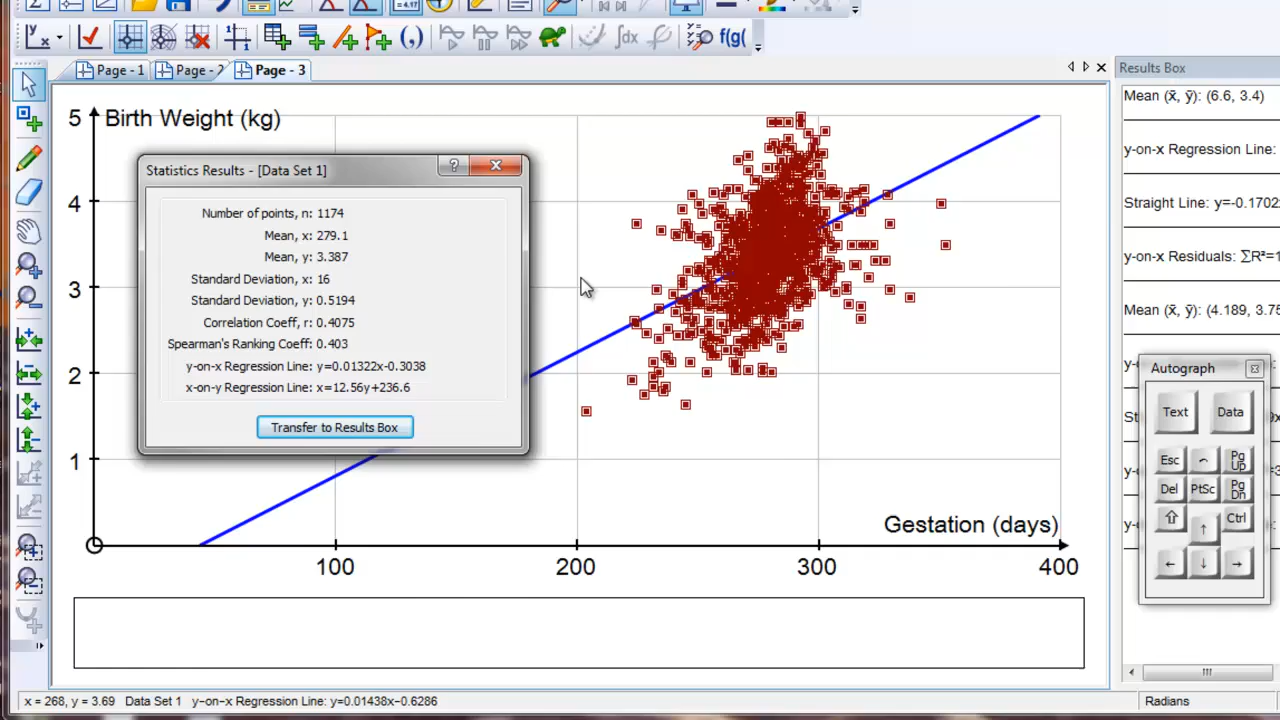 4.17
x̄
f(g(
Page - 1
Page - 2
Page - 3
Results Box
Mean (x̄, ȳ): (6.6, 3.4)
y-on-x Regression Line:
Straight Line: y=-0.1702
y-on-x Residuals: ∑R²=1
Mean (x̄, ȳ): (4.189, 3.75
5
Birth Weight (kg)
4
3
2
1
Statistics Results - [Data Set 1]
Number of points, n: 1174
Mean, x: 279.1
Mean, y: 3.387
Standard Deviation, x: 16
Standard Deviation, y: 0.5194
Correlation Coeff, r: 0.4075
Spearman's Ranking Coeff: 0.403
y-on-x Regression Line: y=0.01322x-0.3038
x-on-y Regression Line: x=12.56y+236.6
Transfer to Results Box
Gestation (days)
100
200
300
400
Autograph
Text
Data
Esc
Pg Up
Del
PtSc
Pg Dn
Ctrl
x = 268, y = 3.69 Data Set 1 y-on-x Regression Line: y=0.01438x-0.6286
Radians